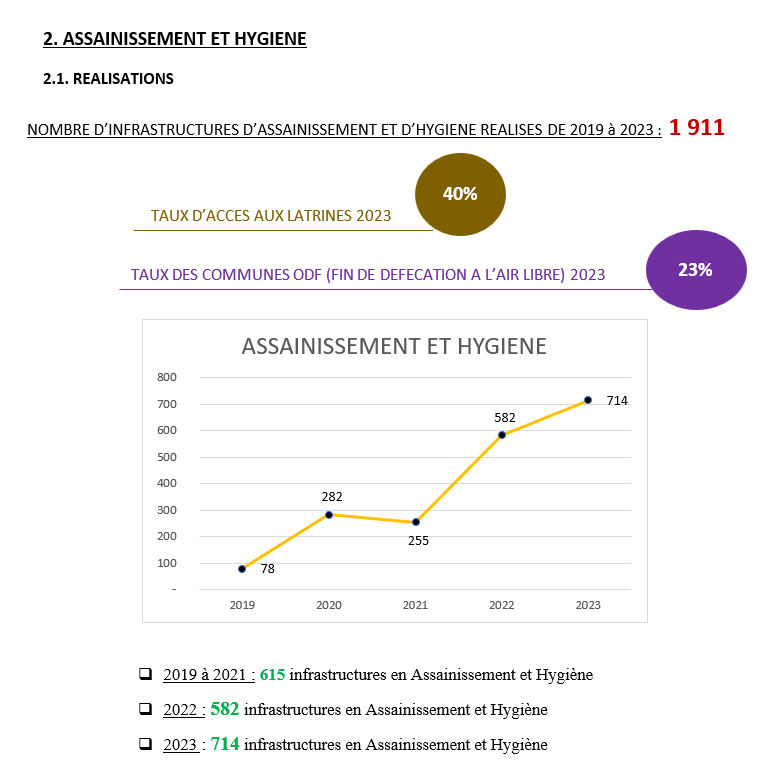 2. ASSAINISSEMENT ET HYGIENE
2.1. REALISATIONS
NOMBRE D’INFRASTRUCTURES D’ASSAINISSEMENT ET D’HYGIENE REALISES DE 2019 à 2023 : 1 911
40%
TAUX D’ACCES AUX LATRINES 2023
TAUX DES COMMUNES ODF (FIN DE DEFECATION A L’AIR LIBRE) 2023
23%
ASSAINISSEMENT ET HYGIENE
800
700
600
500
400
300
200
100
-
78
282
255
582
714
2019 2020 2021 2022 2023
2019 à 2021 : 615 infrastructures en Assainissement et Hygiène
2022 : 582 infrastructures en Assainissement et Hygiène
2023 : 714 infrastructures en Assainissement et Hygiène